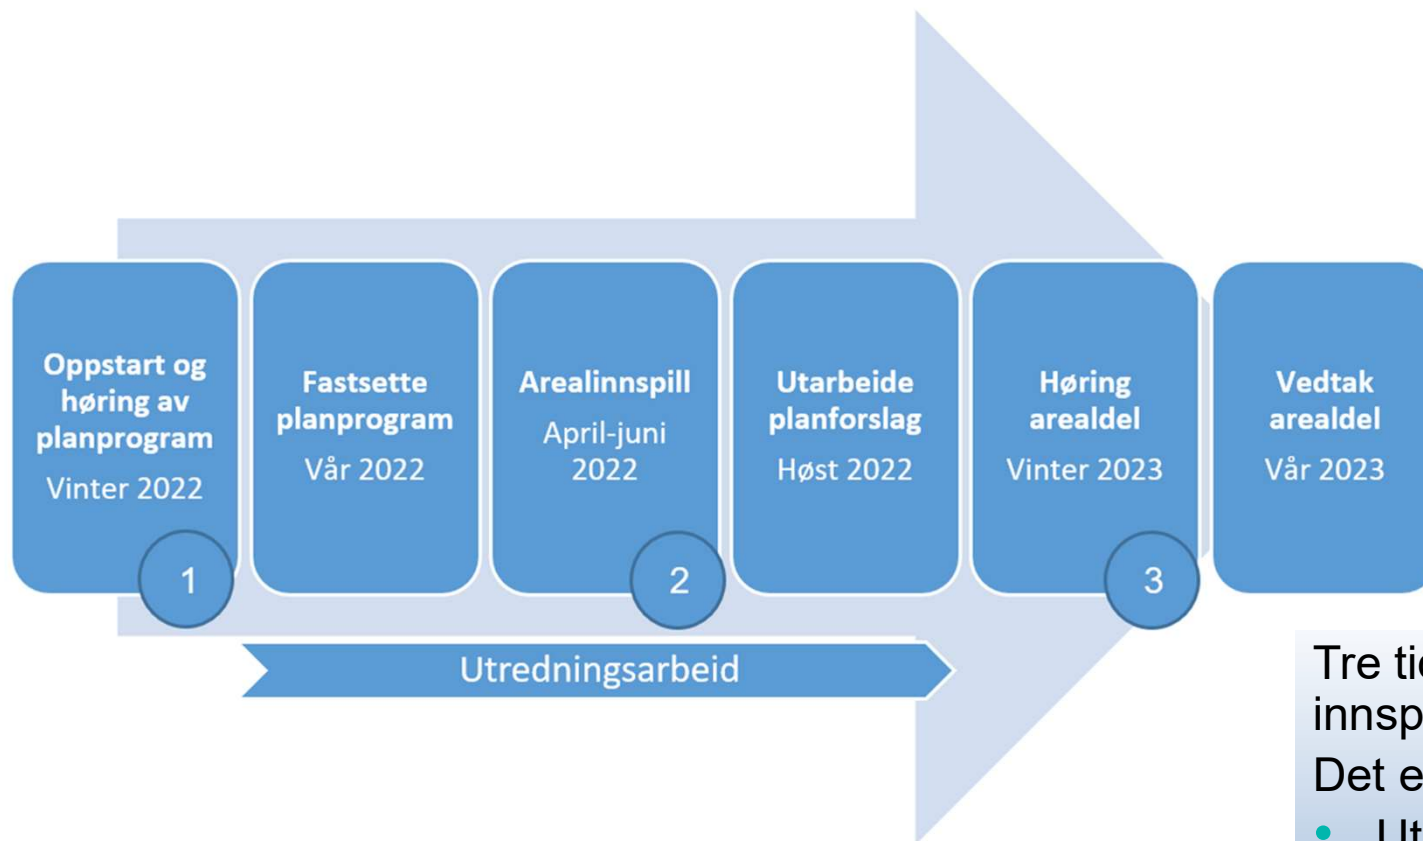 Oppstart og
høring av
planprogram
Vinter 2022
1
Fastsette
planprogram
Vår 2022
Arealinnspill
April-juni
2022
2
Utarbeide
planforslag
Høst 2022
Høring
arealdel
Vinter 2023
3
Vedtak
arealdel
Vår 2023
Utredningsarbeid
Tre
Det